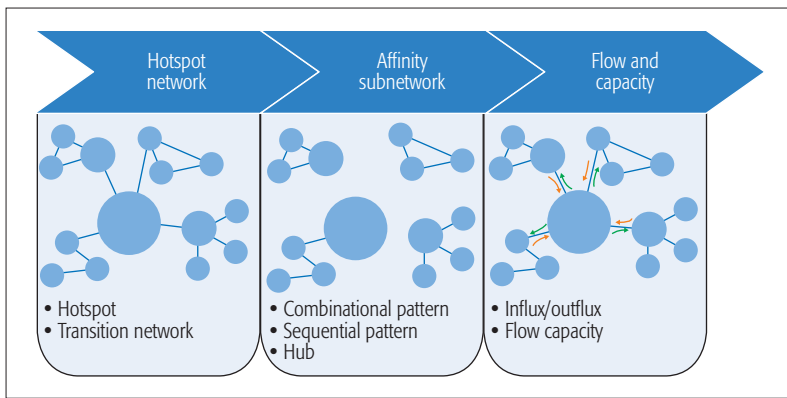 Hotspot
network
Affinity
subnetwork
Flow and
capacity
• Hotspot
• Transition network
• Combinational pattern
• Sequential pattern
• Hub
• Influx/outflux
• Flow capacity